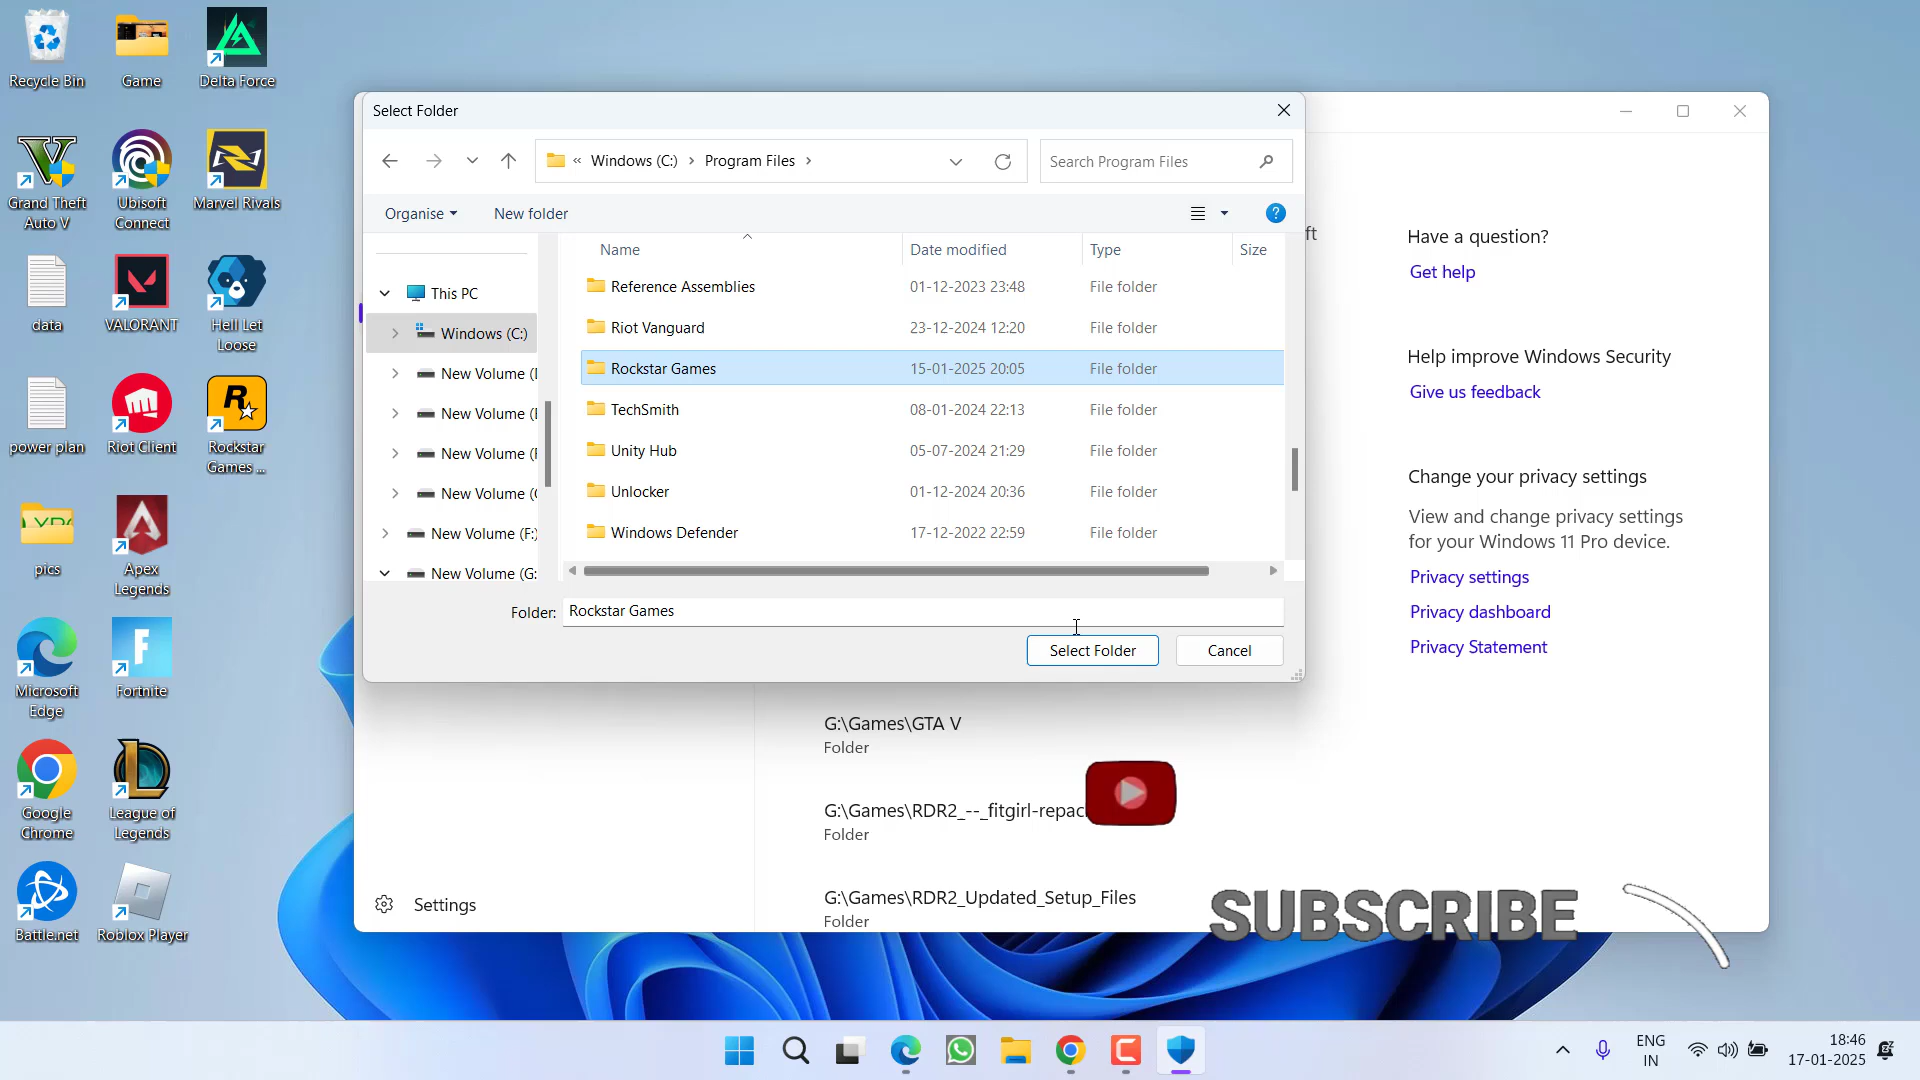 Recycle Bin
Game
Delta Force
Grand Theft
Auto V
Ubisoft
Connect
Marvel Rivals
data
VALORANT
Hell Let
Loose
power plan
Riot Client
Rockstar
Games ...
pics
Apex
Legends
Microsoft
Edge
Fortnite
Google
Chrome
League of
Legends
Battle.net
Roblox Player
Select Folder
« Windows (C:) › Program Files ›
Search Program Files
Organise
New folder
Name
Date modified
Type
Size
This PC
Windows (C:)
New Volume (
New Volume (
New Volume (
New Volume (
New Volume (F:)
New Volume (G:
Reference Assemblies 01-12-2023 23:48 File folder
Riot Vanguard 23-12-2024 12:20 File folder
Rockstar Games 15-01-2025 20:05 File folder
TechSmith 08-01-2024 22:13 File folder
Unity Hub 05-07-2024 21:29 File folder
Unlocker 01-12-2024 20:36 File folder
Windows Defender 17-12-2022 22:59 File folder
Folder: Rockstar Games
Select Folder
Cancel
ft
Have a question?
Get help
Help improve Windows Security
Give us feedback
Change your privacy settings
View and change privacy settings
for your Windows 11 Pro device.
Privacy settings
Privacy dashboard
Privacy Statement
G:\Games\GTA V
Folder
G:\Games\RDR2_--_fitgirl-repac
Folder
G:\Games\RDR2_Updated_Setup_Files
Folder
Settings
SUBSCRIBE
ENG
IN
18:46
17-01-2025